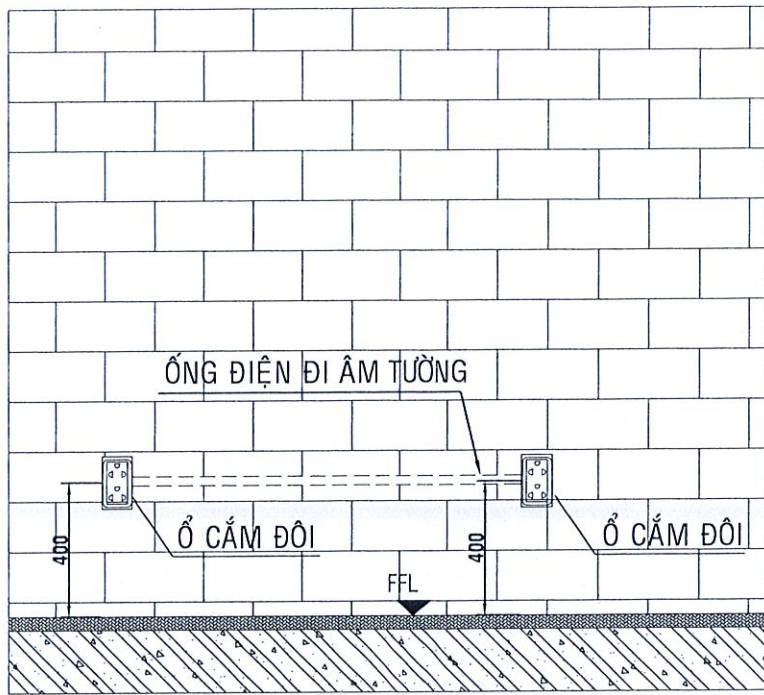 ỐNG ĐIỆN ĐI ÂM TƯỜNG
Ổ CẮM ĐÔI
Ổ CẮM ĐÔI
400
400
FFL